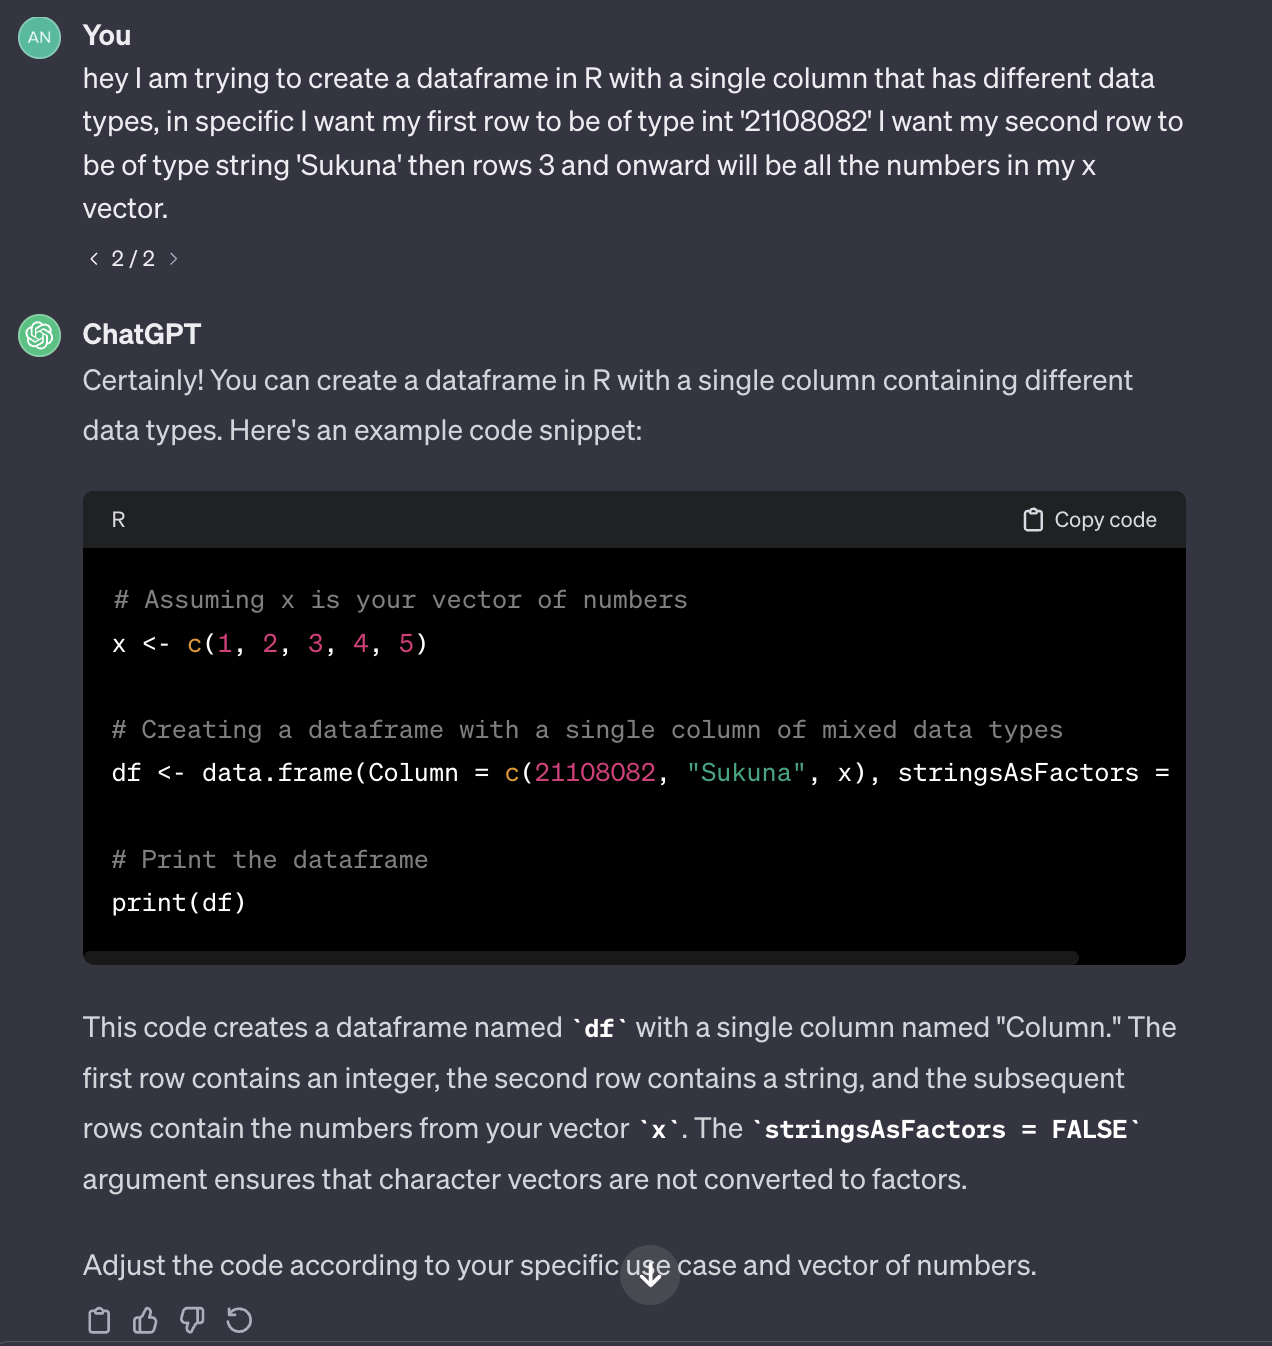 AN
You
hey I am trying to create a dataframe in R with a single column that has different data
types, in specific I want my first row to be of type int '21108082' I want my second row to
be of type string 'Sukuna' then rows 3 and onward will be all the numbers in my x
vector.
< 2 / 2 >
ChatGPT
Certainly! You can create a dataframe in R with a single column containing different
data types. Here's an example code snippet:
R
Copy code
# Assuming x is your vector of numbers
x <- c(1, 2, 3, 4, 5)
# Creating a dataframe with a single column of mixed data types
df <- data.frame(Column = c(21108082, "Sukuna", x), stringsAsFactors =
# Print the dataframe
print(df)
This code creates a dataframe named `df` with a single column named "Column." The
first row contains an integer, the second row contains a string, and the subsequent
rows contain the numbers from your vector `x`. The `stringsAsFactors = FALSE`
argument ensures that character vectors are not converted to factors.
Adjust the code according to your specific use case and vector of numbers.